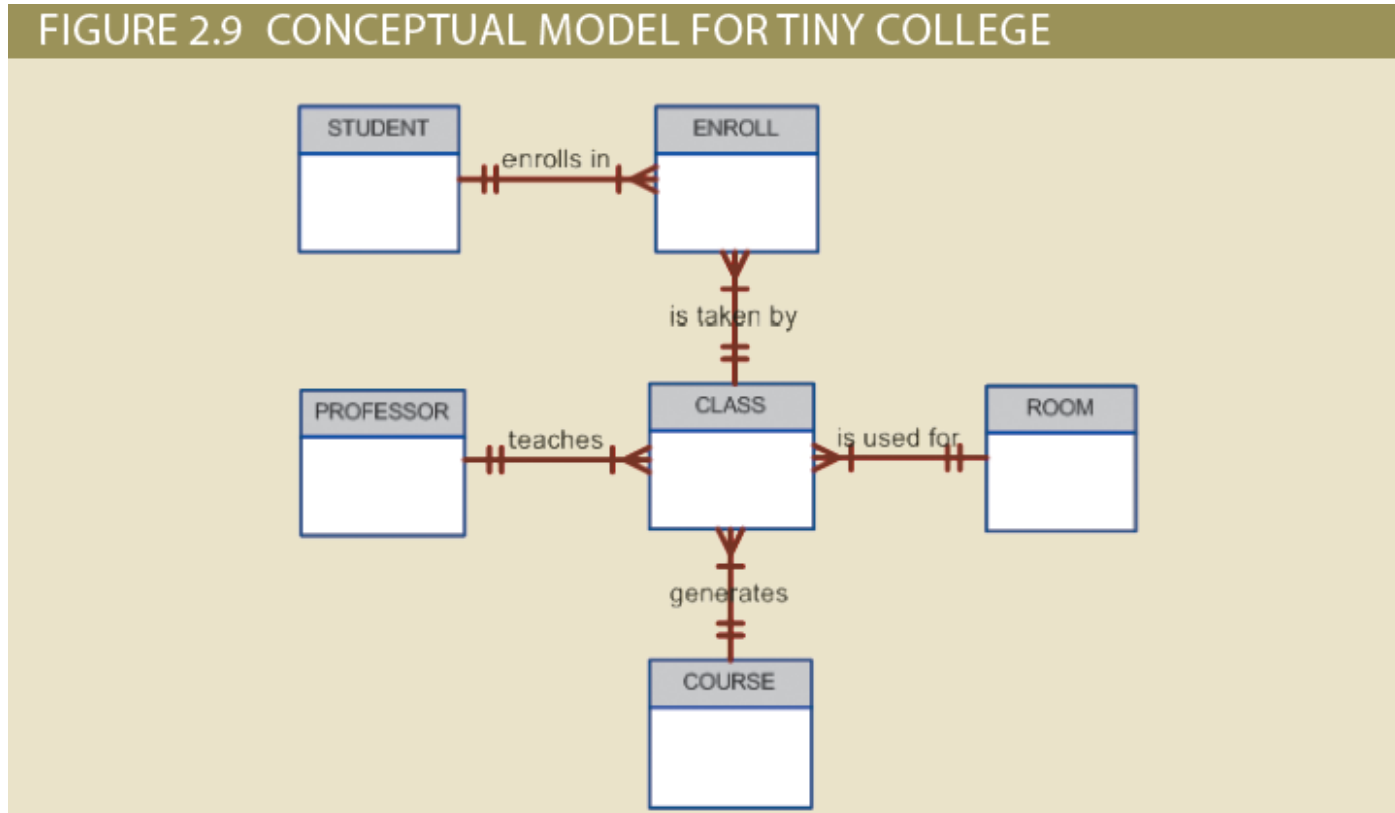 FIGURE 2.9 CONCEPTUAL MODEL FOR TINY COLLEGE
STUDENT
enrolls in
ENROLL
is taken by
PROFESSOR
teaches
CLASS
is used for
ROOM
generates
COURSE